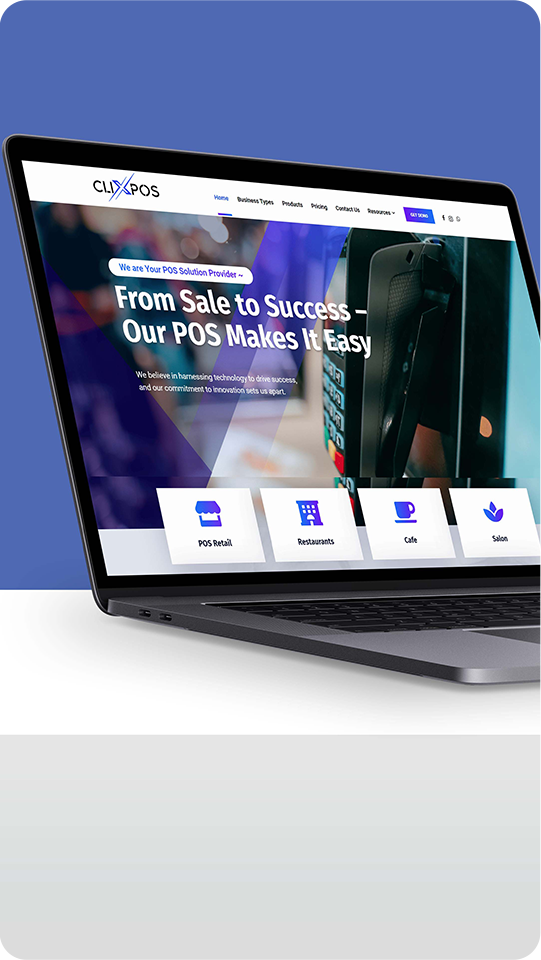 CLIXPOS
Home Business Types Products Pricing Contact Us Resources GET DEMO
We are Your POS Solution Provider ~
From Sale to Success –
Our POS Makes It Easy
We believe in harnessing technology to drive success,
and our commitment to innovation sets us apart.
POS Retail Restaurants Cafe Salon